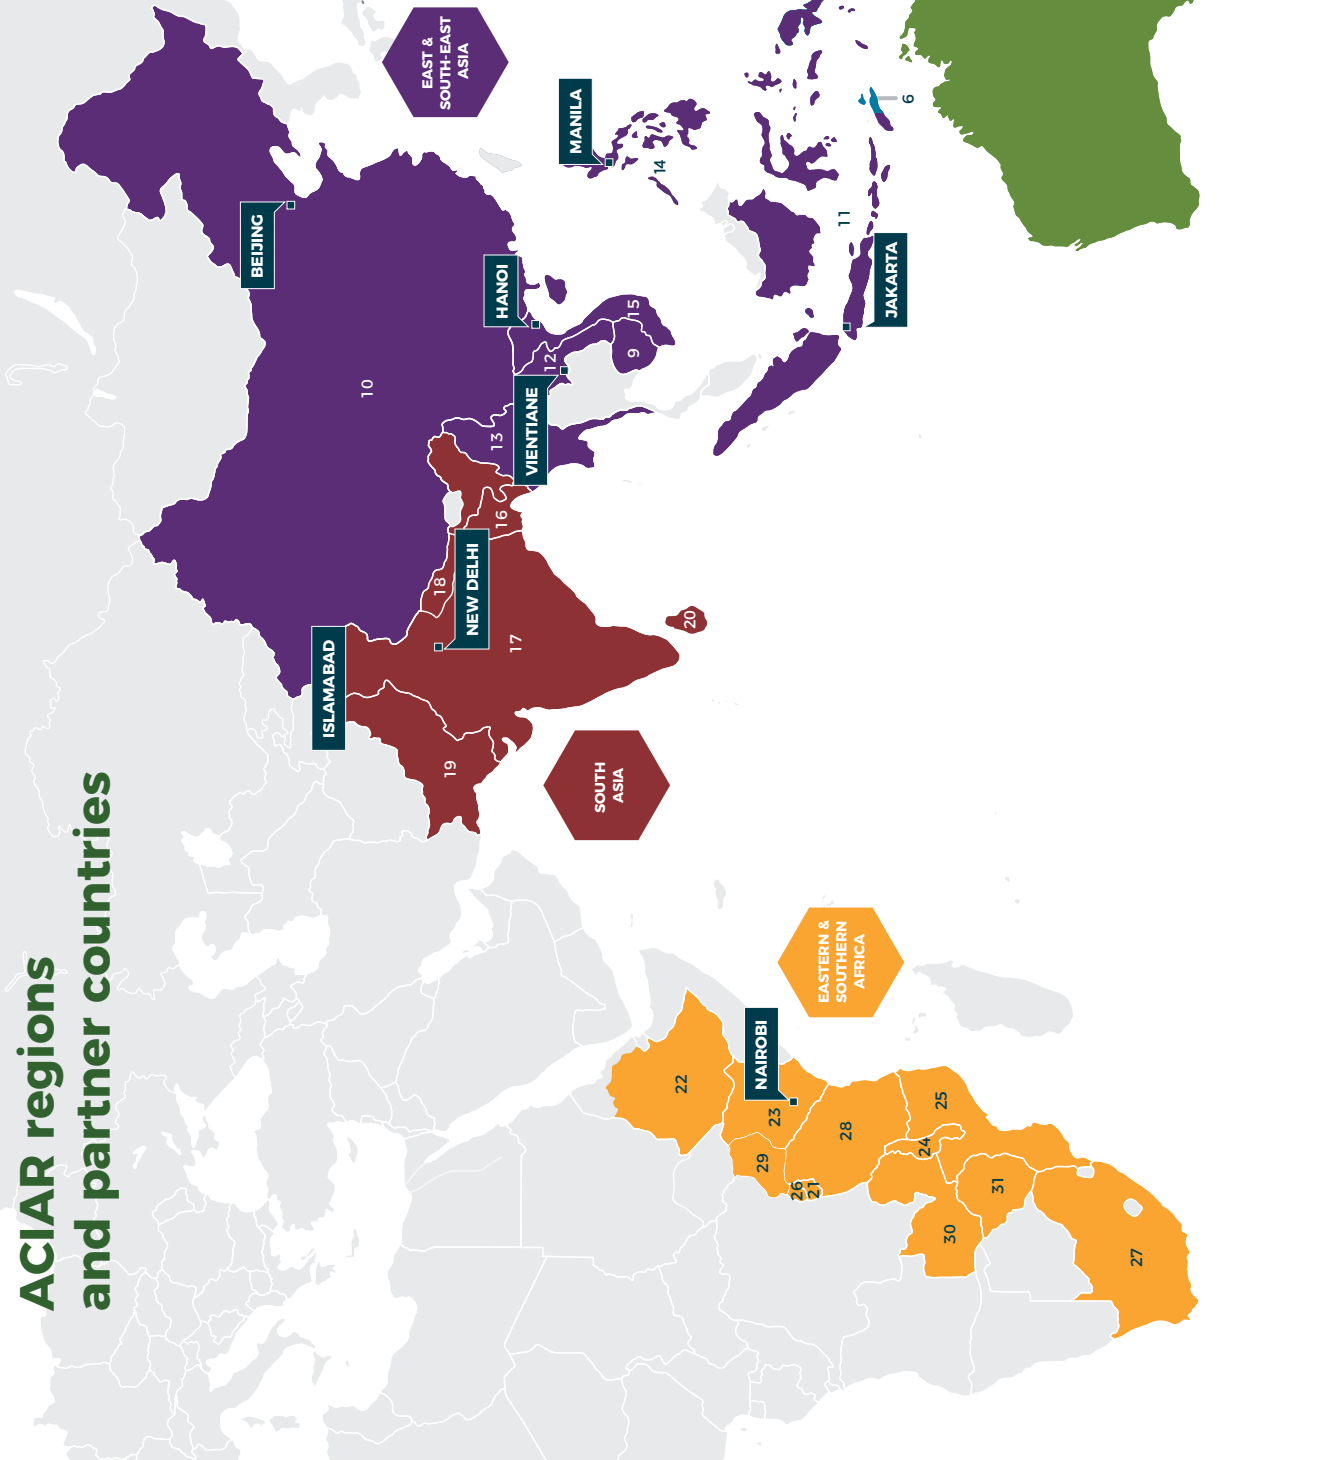 ACIAR regions
and partner countries
EAST &
SOUTH-EAST
ASIA
BEIJING
MANILA
14
6
11
HANOI
JAKARTA
10
15
9
12
VIENTIANE
13
16
18
NEW DELHI
17
20
ISLAMABAD
19
SOUTH
ASIA
EASTERN &
SOUTHERN
AFRICA
NAIROBI
22
23
28
25
29
24
26
21
31
30
27